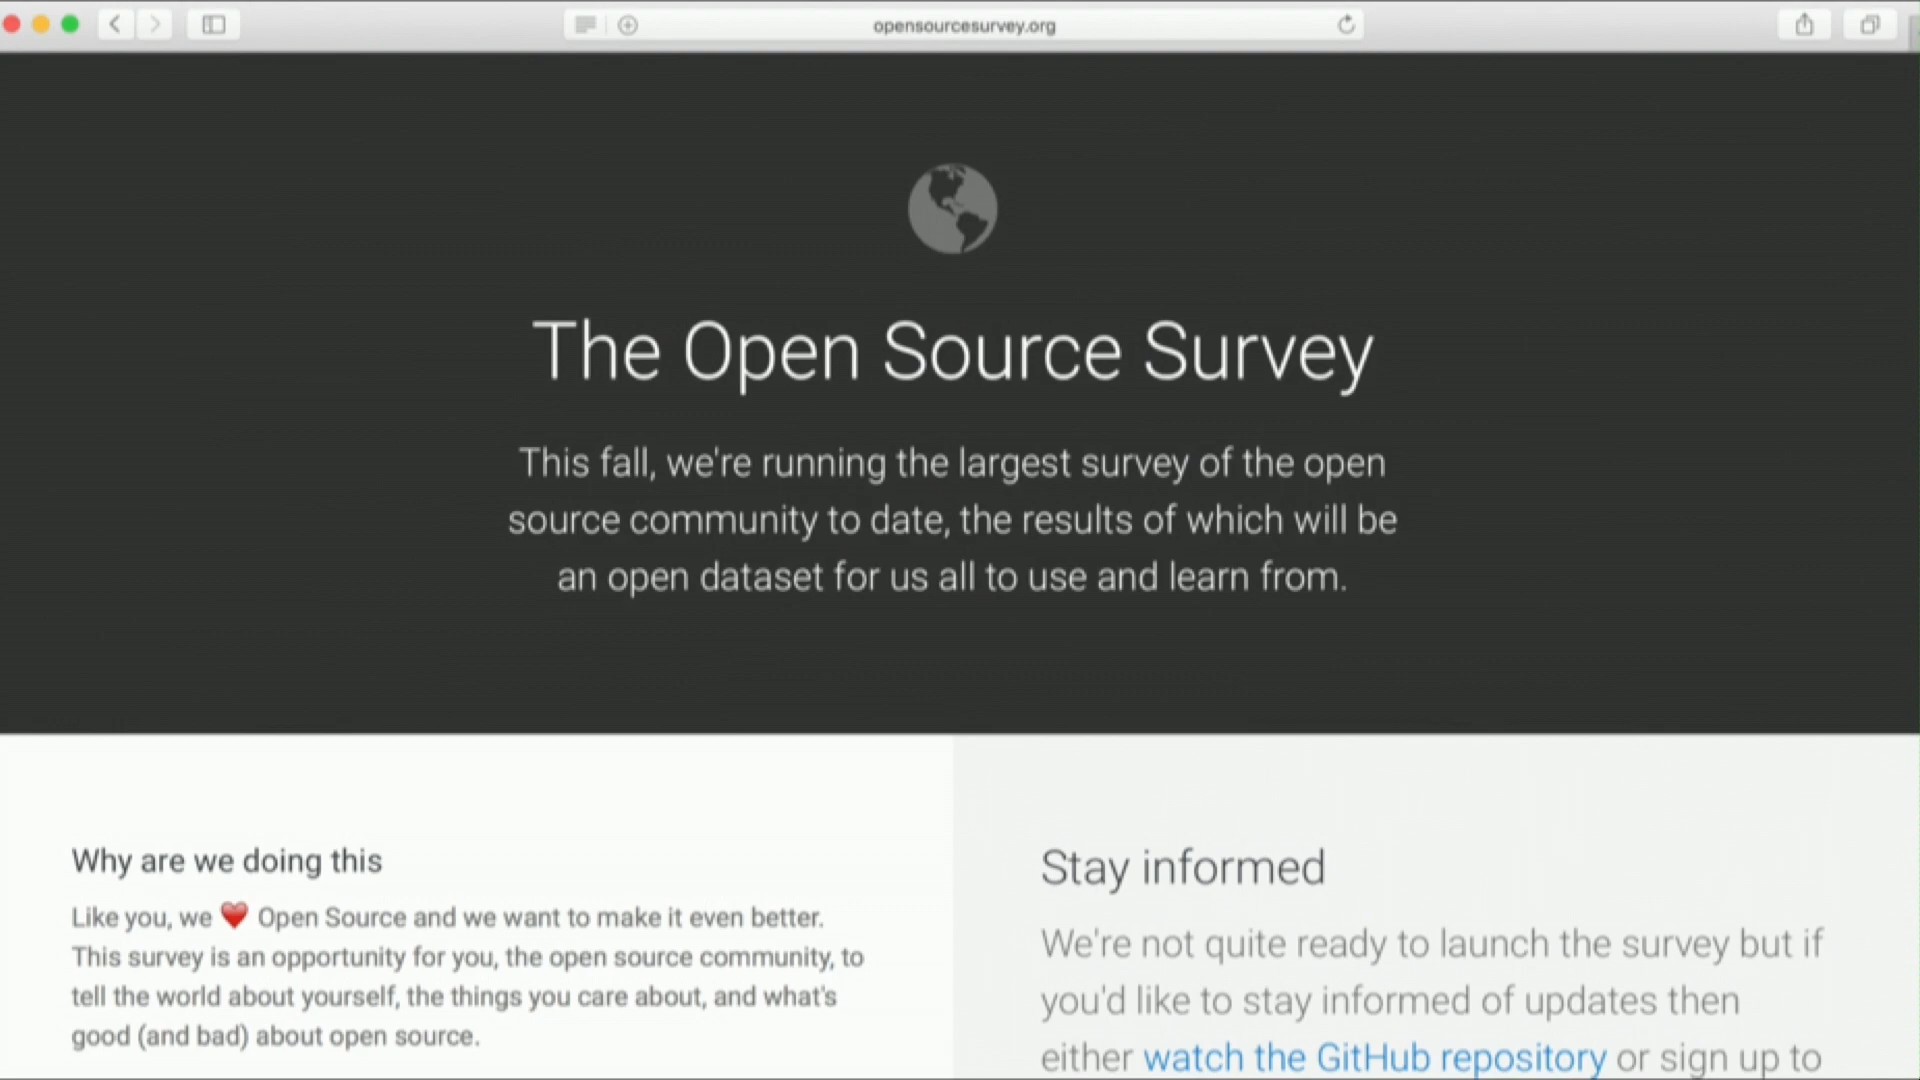 opensourcesurvey.org
The Open Source Survey
This fall, we're running the largest survey of the open
source community to date, the results of which will be
an open dataset for us all to use and learn from.
Why are we doing this
Like you, we ❤️ Open Source and we want to make it even better.
This survey is an opportunity for you, the open source community, to
tell the world about yourself, the things you care about, and what's
good (and bad) about open source.
Stay informed
We're not quite ready to launch the survey but if
you'd like to stay informed of updates then
either watch the GitHub repository or sign up to